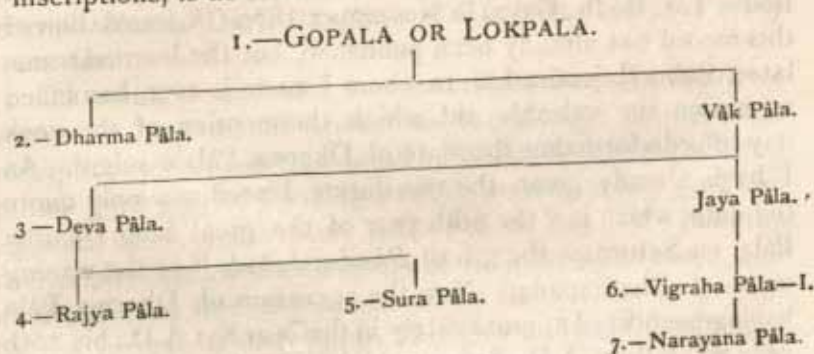 inscriptions,
1.—GOPALA OR LOKPALA.
2.—Dharma Pâla.
Vâk Pâla.
3—Deva Pâla.
Jaya Pâla.
4—Rajya Pâla.
5.—Sura Pâla.
6.—Vigraha Pâla—I.
7.—Narayana Pâla.